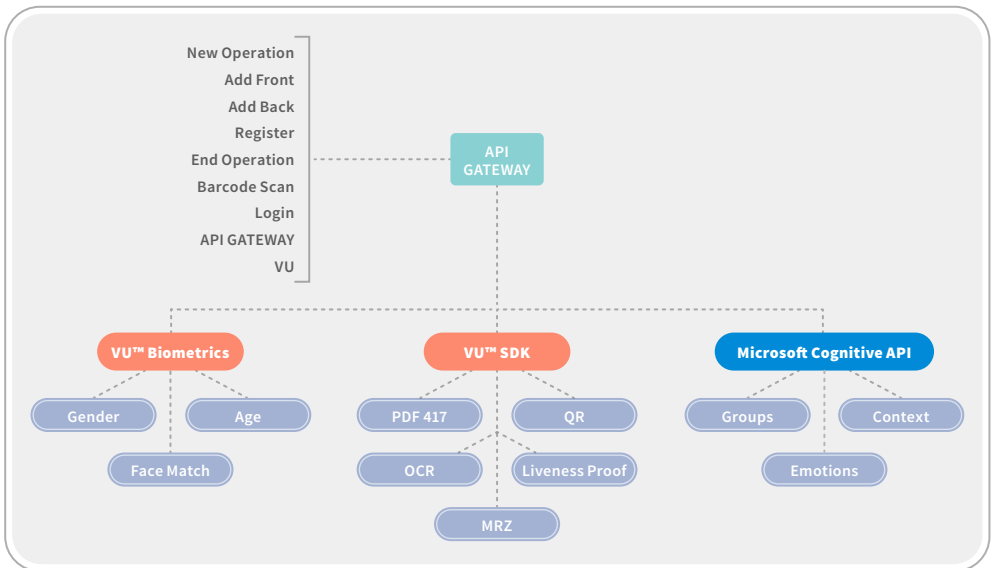 New Operation
Add Front
Add Back
Register
End Operation
Barcode Scan
Login
API GATEWAY
VU
API
GATEWAY
VU™ Biometrics
VU™ SDK
Microsoft Cognitive API
Gender
Age
PDF 417
QR
Groups
Context
Face Match
OCR
Liveness Proof
Emotions
MRZ